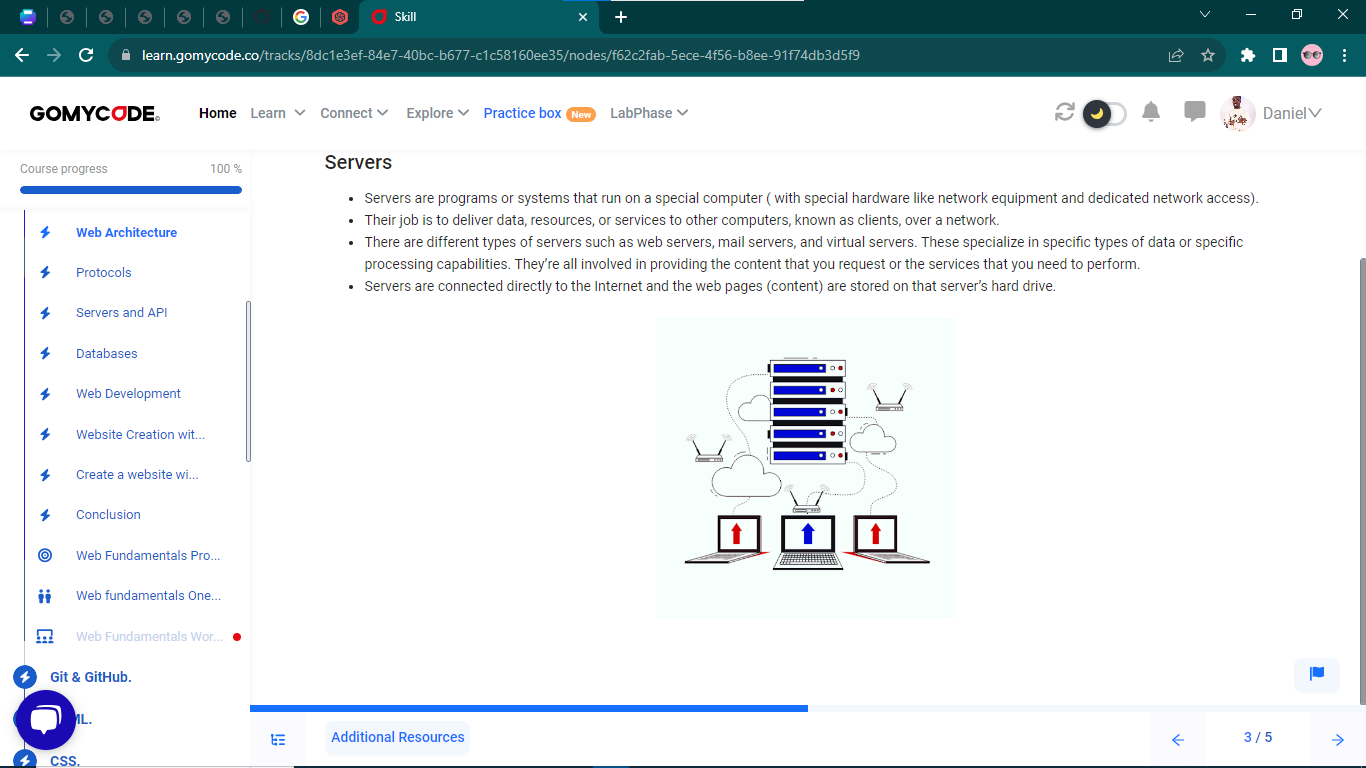 Skill
learn.gomycode.co/tracks/8dc1e3ef-84e7-40bc-b677-c1c58160ee35/nodes/f62c2fab-5ece-4f56-b8ee-91f74db3d5f9
GOMYCODE
Home Learn Connect Explore Practice box New LabPhase Daniel
Course progress 100 %
Web Architecture
Protocols
Servers and API
Databases
Web Development
Website Creation wit...
Create a website wi...
Conclusion
Web Fundamentals Pro...
Web fundamentals One...
Web Fundamentals Wor...
Git & GitHub.
ML.
CSS.
Servers
• Servers are programs or systems that run on a special computer ( with special hardware like network equipment and dedicated network access).
• Their job is to deliver data, resources, or services to other computers, known as clients, over a network.
• There are different types of servers such as web servers, mail servers, and virtual servers. These specialize in specific types of data or specific
processing capabilities. They’re all involved in providing the content that you request or the services that you need to perform.
• Servers are connected directly to the Internet and the web pages (content) are stored on that server’s hard drive.
Additional Resources
3 / 5